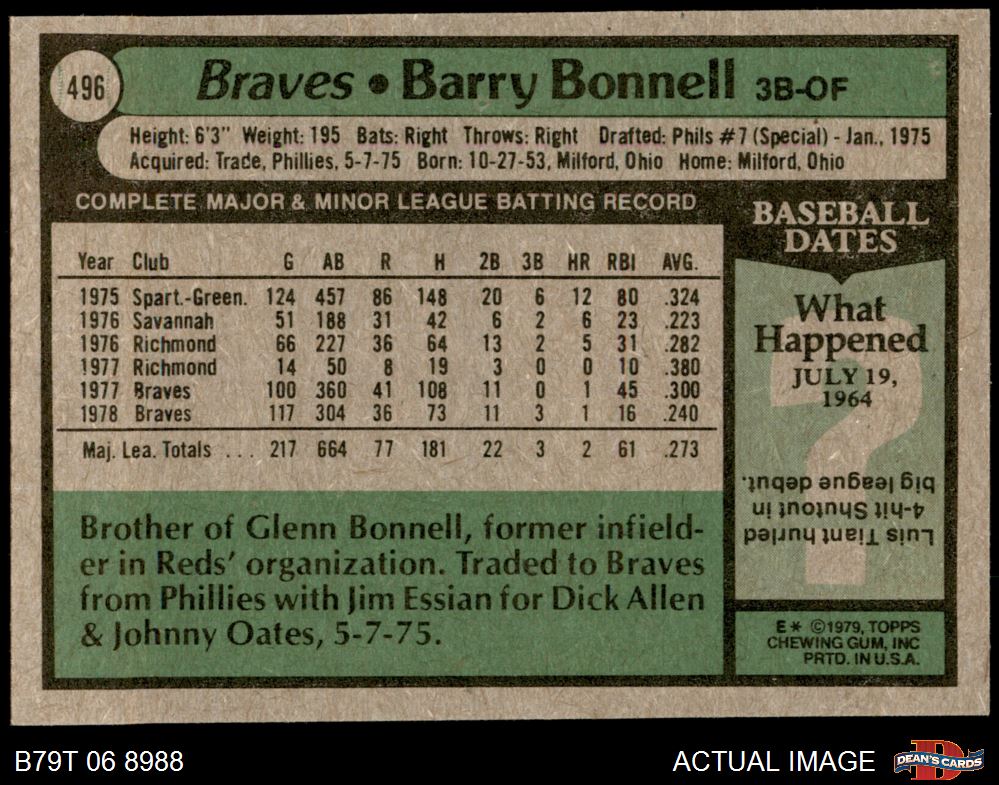 496
Braves • Barry Bonnell 3B-OF
Height: 6'3" Weight: 195 Bats: Right Throws: Right Drafted: Phils #7 (Special) - Jan., 1975
Acquired: Trade, Phillies, 5-7-75 Born: 10-27-53, Milford, Ohio Home: Milford, Ohio
COMPLETE MAJOR & MINOR LEAGUE BATTING RECORD
Year Club G AB R H 2B 3B HR RBI AVG.
1975 Spart.-Green. 124 457 86 148 20 6 12 80 .324
1976 Savannah 51 188 31 42 6 2 6 23 .223
1976 Richmond 66 227 36 64 13 2 5 31 .282
1977 Richmond 14 50 8 19 3 0 0 10 .380
1977 Braves 100 360 41 108 11 0 1 45 .300
1978 Braves 117 304 36 73 11 3 1 16 .240
Maj. Lea. Totals . . . 217 664 77 181 22 3 2 61 .273
Brother of Glenn Bonnell, former infield-
er in Reds' organization. Traded to Braves
from Phillies with Jim Essian for Dick Allen
& Johnny Oates, 5-7-75.
BASEBALL
DATES
What
Happened
JULY 19,
1964
?
Luis Tiant hurled
4-hit Shutout in
big league debut.
E* ©1979, TOPPS
CHEWING GUM, INC
PRTD. IN U.S.A.
B79T 06 8988
ACTUAL IMAGE
D
DEAN'S CARDS